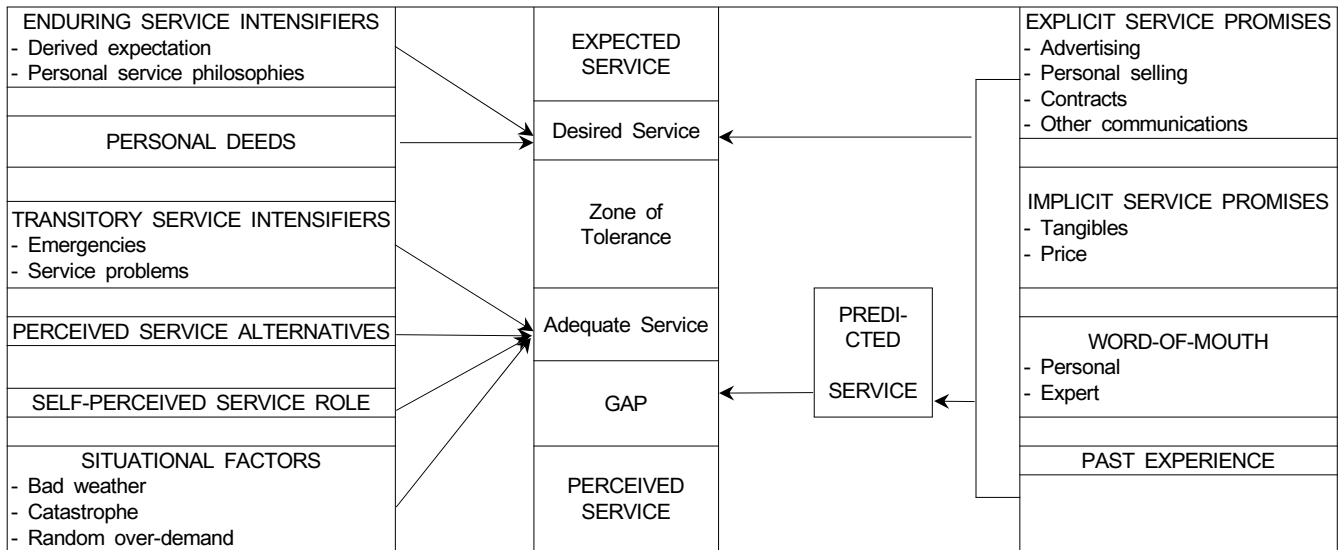 ENDURING SERVICE INTENSIFIERS
- Derived expectation
- Personal service philosophies
PERSONAL DEEDS
TRANSITORY SERVICE INTENSIFIERS
- Emergencies
- Service problems
PERCEIVED SERVICE ALTERNATIVES
SELF-PERCEIVED SERVICE ROLE
SITUATIONAL FACTORS
- Bad weather
- Catastrophe
- Random over-demand
EXPECTED
SERVICE
Desired Service
Zone of
Tolerance
Adequate Service
GAP
PERCEIVED
SERVICE
PREDI-
CTED
SERVICE
EXPLICIT SERVICE PROMISES
- Advertising
- Personal selling
- Contracts
- Other communications
IMPLICIT SERVICE PROMISES
- Tangibles
- Price
WORD-OF-MOUTH
- Personal
- Expert
PAST EXPERIENCE